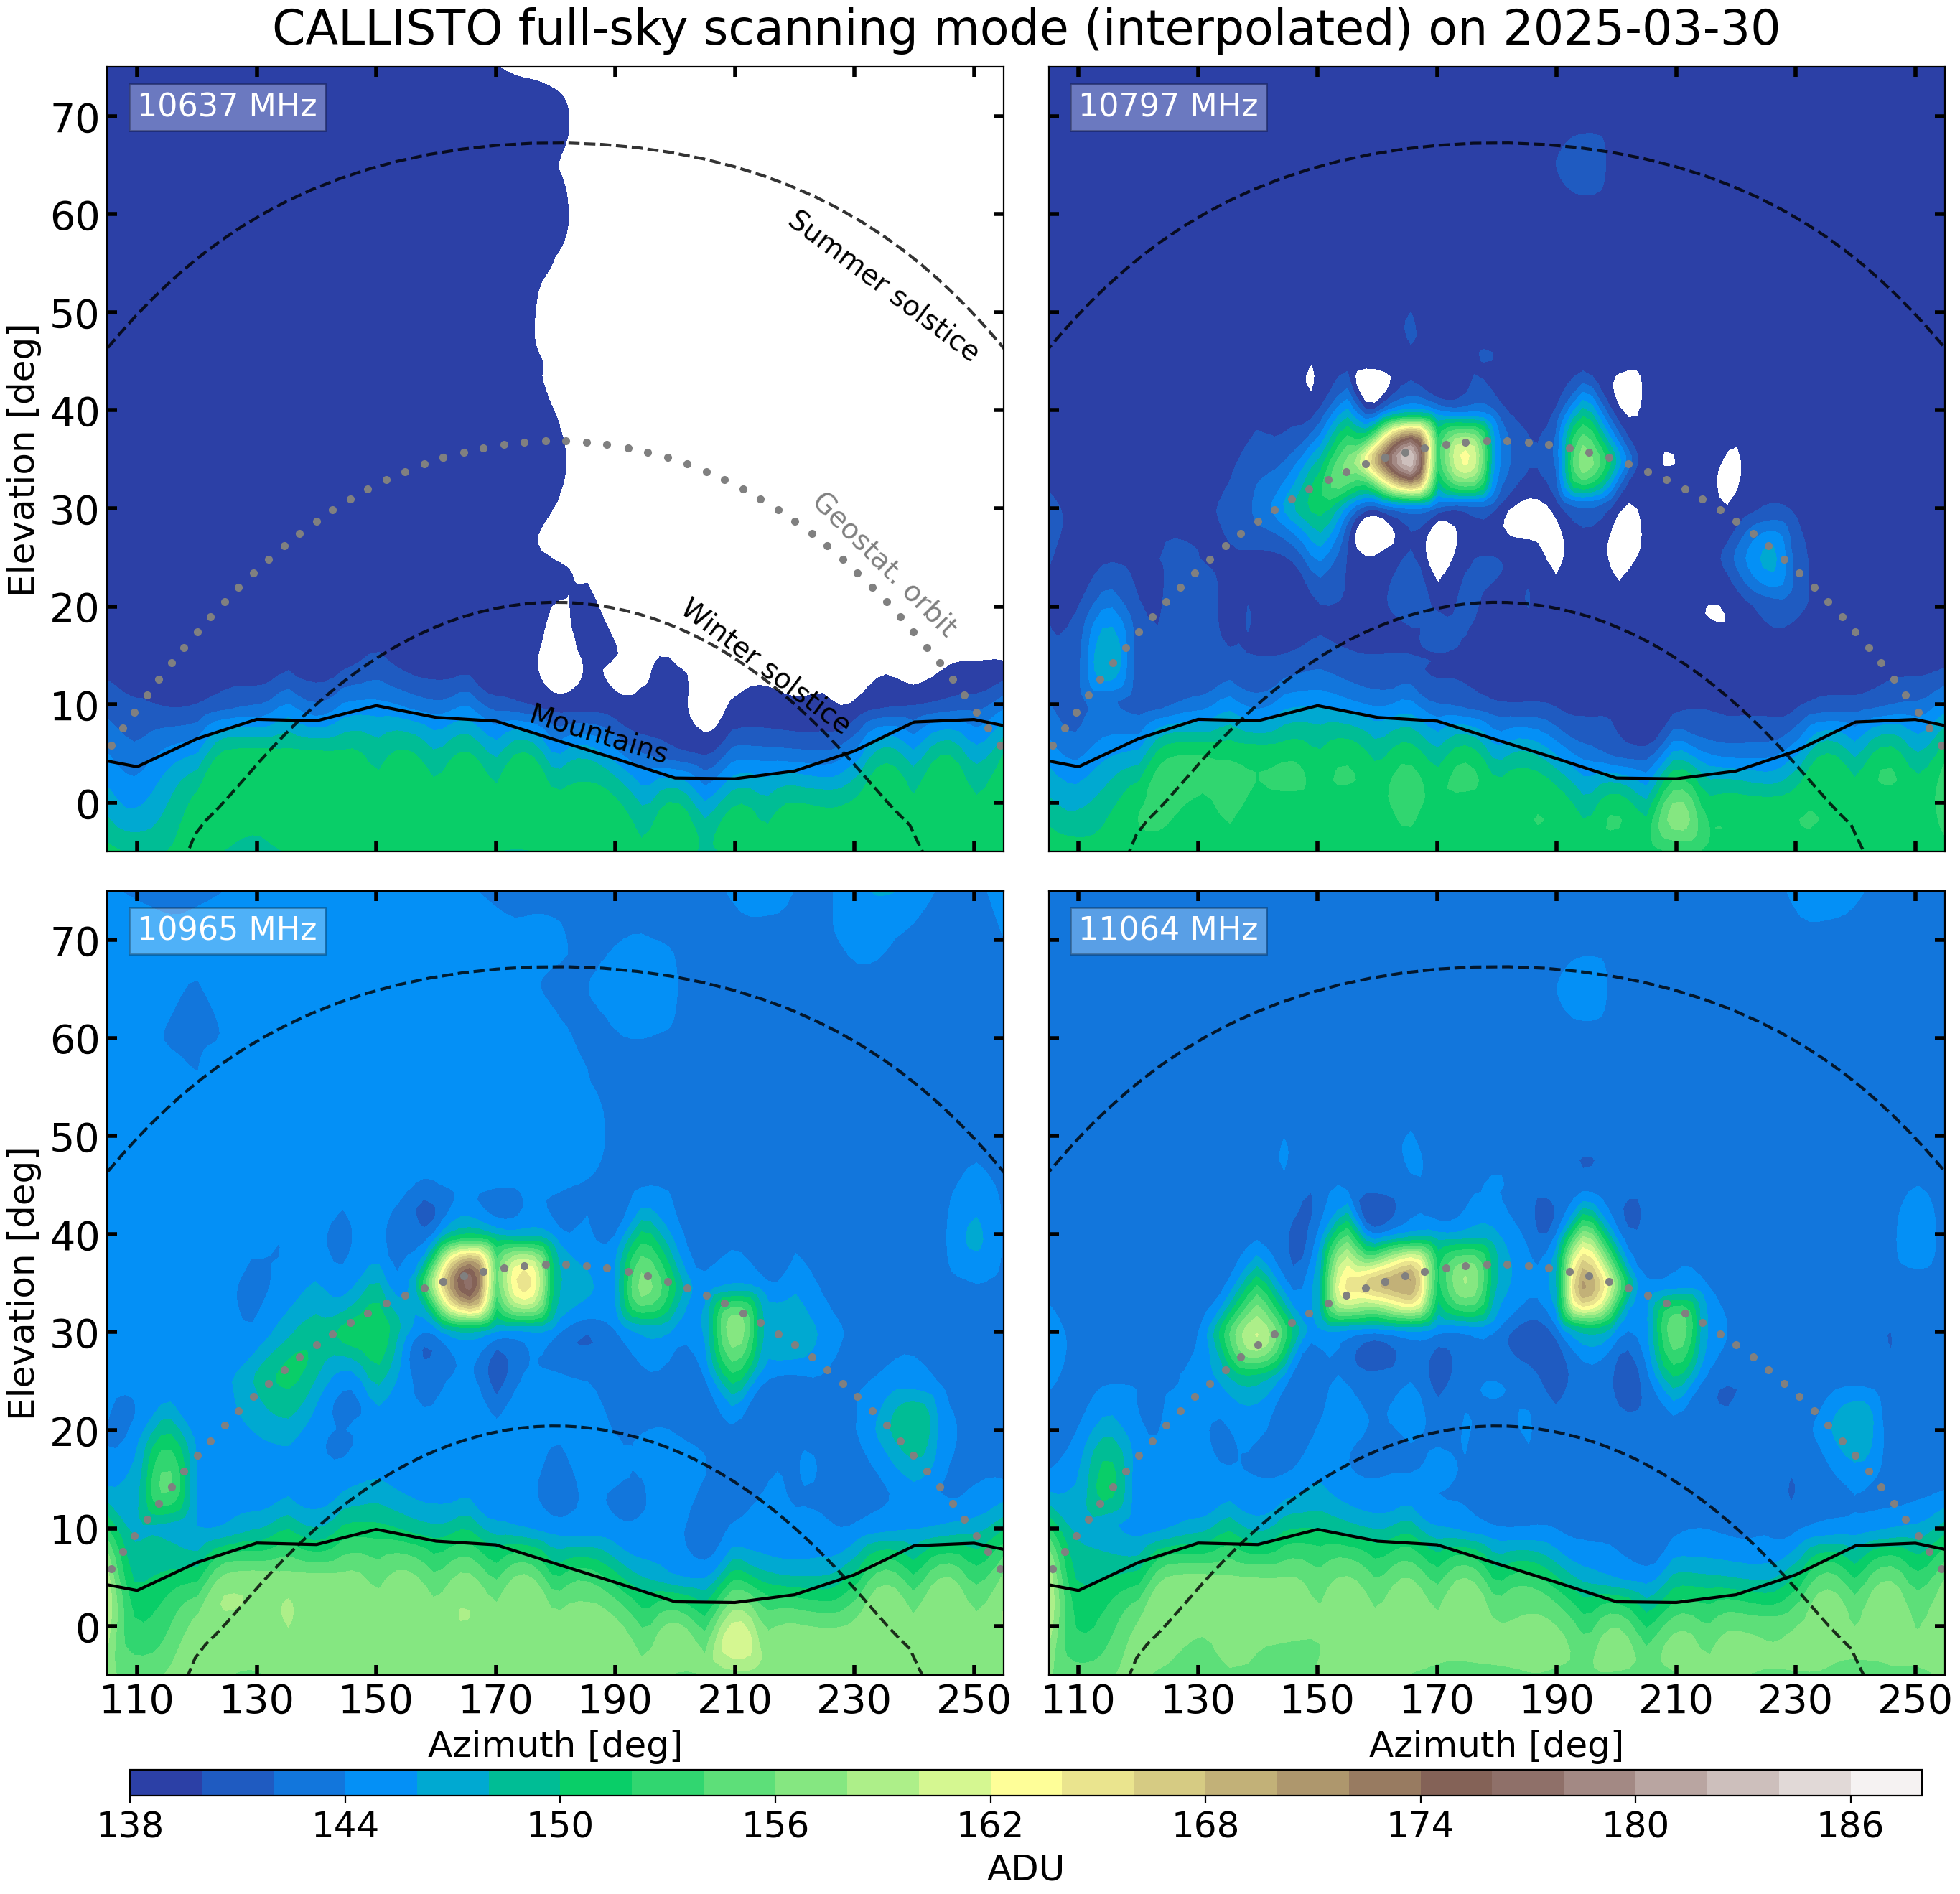 CALLISTO full-sky scanning mode (interpolated) on 2025-03-30
10637 MHz
10797 MHz
70
60
50
40
30
20
10
0
Elevation [deg]
Summer solstice
Geostat. orbit
Winter solstice
Mountains
10965 MHz
11064 MHz
70
60
50
40
30
20
10
0
Elevation [deg]
110 130 150 170 190 210 230 250
110 130 150 170 190 210 230 250
Azimuth [deg]
Azimuth [deg]
138 144 150 156 162 168 174 180 186
ADU